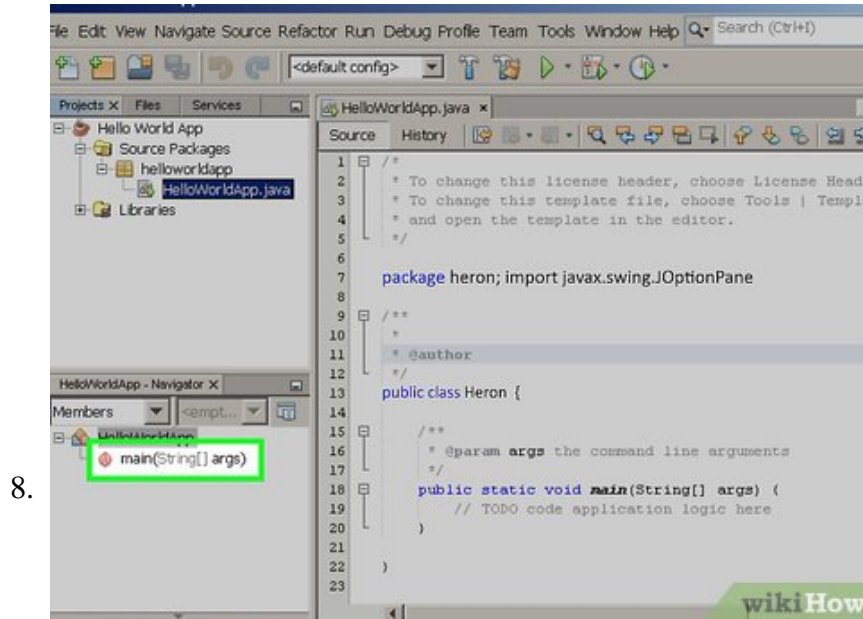 File Edit View Navigate Source Refactor Run Debug Profile Team Tools Window Help Search (Ctrl+I)
<default config>
Projects X Files Services
HelloWorldApp.java x
Hello World App
Source Packages
helloworldapp
HelloWorldApp.java
Libraries
Source History
1 /*
2 * To change this license header, choose License Head
3 * To change this template file, choose Tools | Templ
4 * and open the template in the editor.
5 */
6
7 package heron; import javax.swing.JOptionPane
8
9 /**
10 *
11 * @author
12 */
13 public class Heron {
14
15 /**
16 * @param args the command line arguments
17 */
18 public static void main(String[] args) {
19 // TODO code application logic here
20 }
21
22 }
23
HelloWorldApp - Navigator X
Members <empt...
HelloWorldApp
main(String[] args)
8.
wikiHow